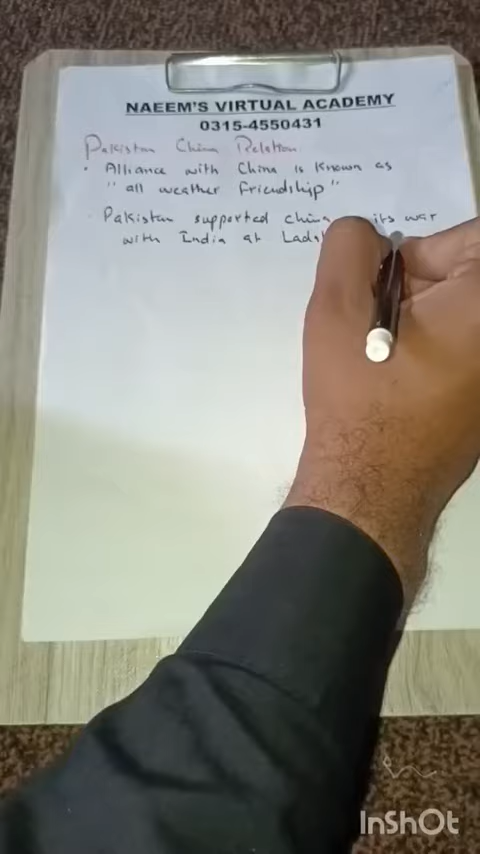 NAEEM'S VIRTUAL ACADEMY
0315-4550431
Pakistan China Relation
• Alliance with China is known as
" all weather friendship "
· Pakistan supported china its war
with India at
InShOt